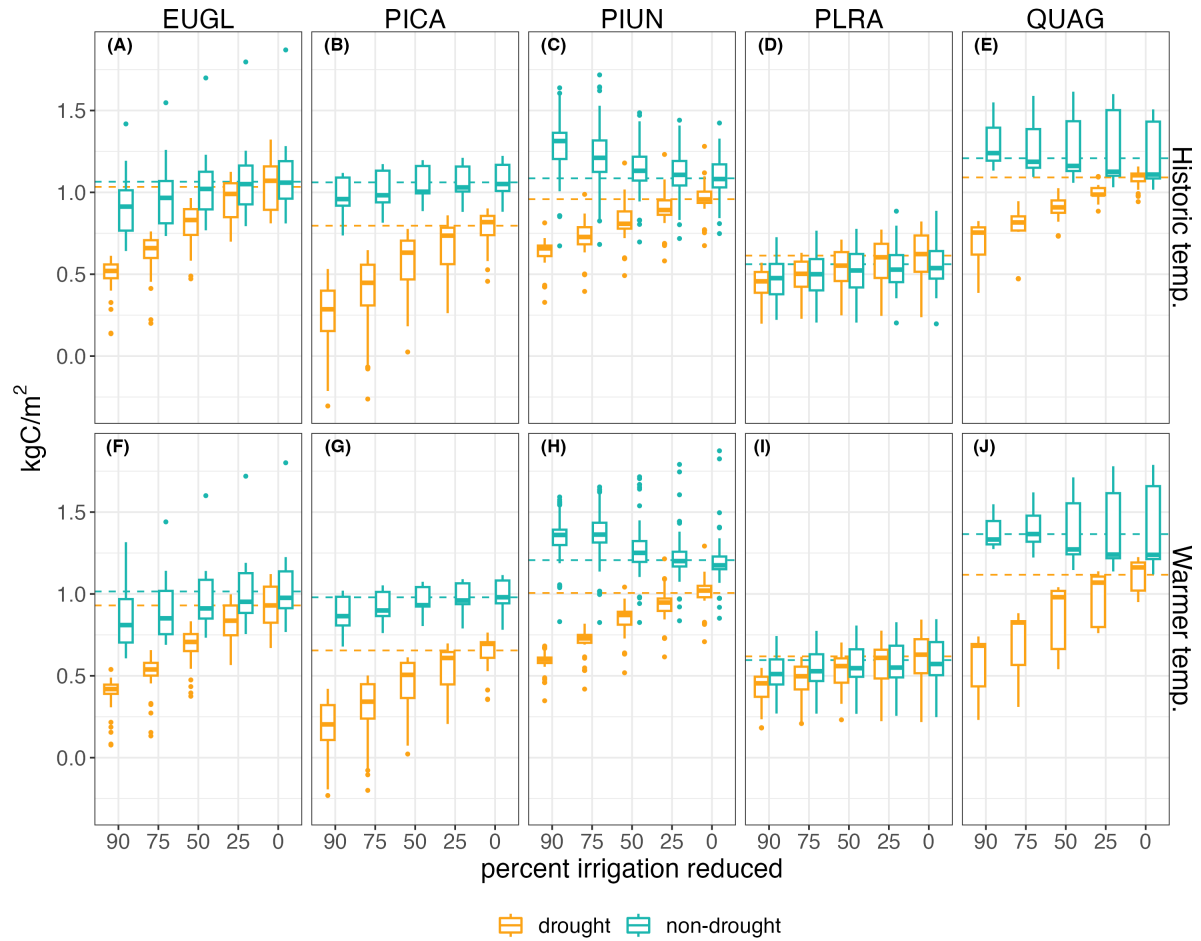 EUGL PICA PIUN PLRA QUAG
(A) (B) (C) (D) (E)
1.5
1.0
0.5
0.0
Historic temp.
kgC/m²
(F) (G) (H) (I) (J)
1.5
1.0
0.5
0.0
Warmer temp.
90 75 50 25 0 90 75 50 25 0 90 75 50 25 0 90 75 50 25 0 90 75 50 25 0
percent irrigation reduced
drought non-drought